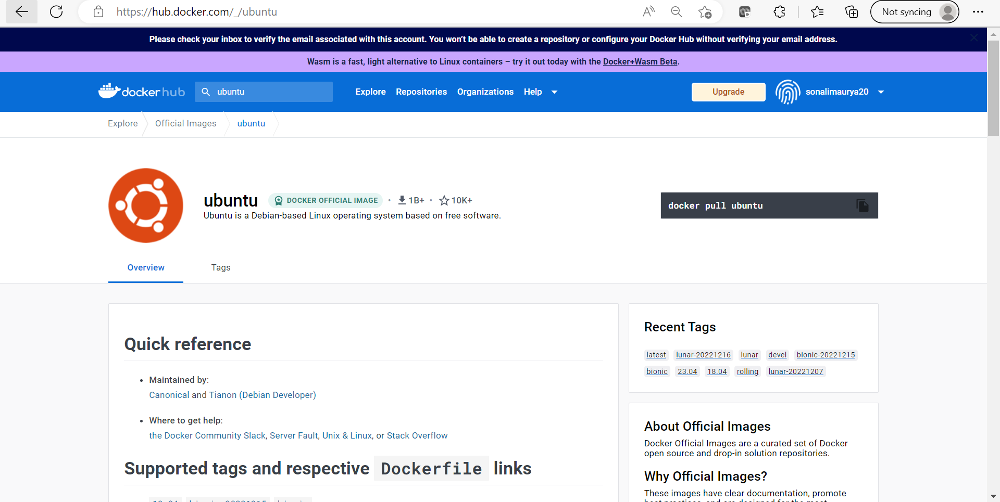 https://hub.docker.com/_/ubuntu
Not syncing
Please check your inbox to verify the email associated with this account. You won't be able to create a repository or configure your Docker Hub without verifying your email address.
Wasm is a fast, light alternative to Linux containers – try it out today with the Docker+Wasm Beta.
docker hub
ubuntu
Explore
Repositories
Organizations
Help
Upgrade
sonalimaurya20
Explore
Official Images
ubuntu
ubuntu
DOCKER OFFICIAL IMAGE • 1B+ • 10K+
Ubuntu is a Debian-based Linux operating system based on free software.
docker pull ubuntu
Overview
Tags
Quick reference
• Maintained by:
Canonical and Tianon (Debian Developer)
• Where to get help:
the Docker Community Slack, Server Fault, Unix & Linux, or Stack Overflow
Supported tags and respective Dockerfile links
Recent Tags
latest lunar-20221216 lunar devel bionic-20221215
bionic 23.04 18.04 rolling lunar-20221207
About Official Images
Docker Official Images are a curated set of Docker
open source and drop-in solution repositories.
Why Official Images?
These images have clear documentation, promote